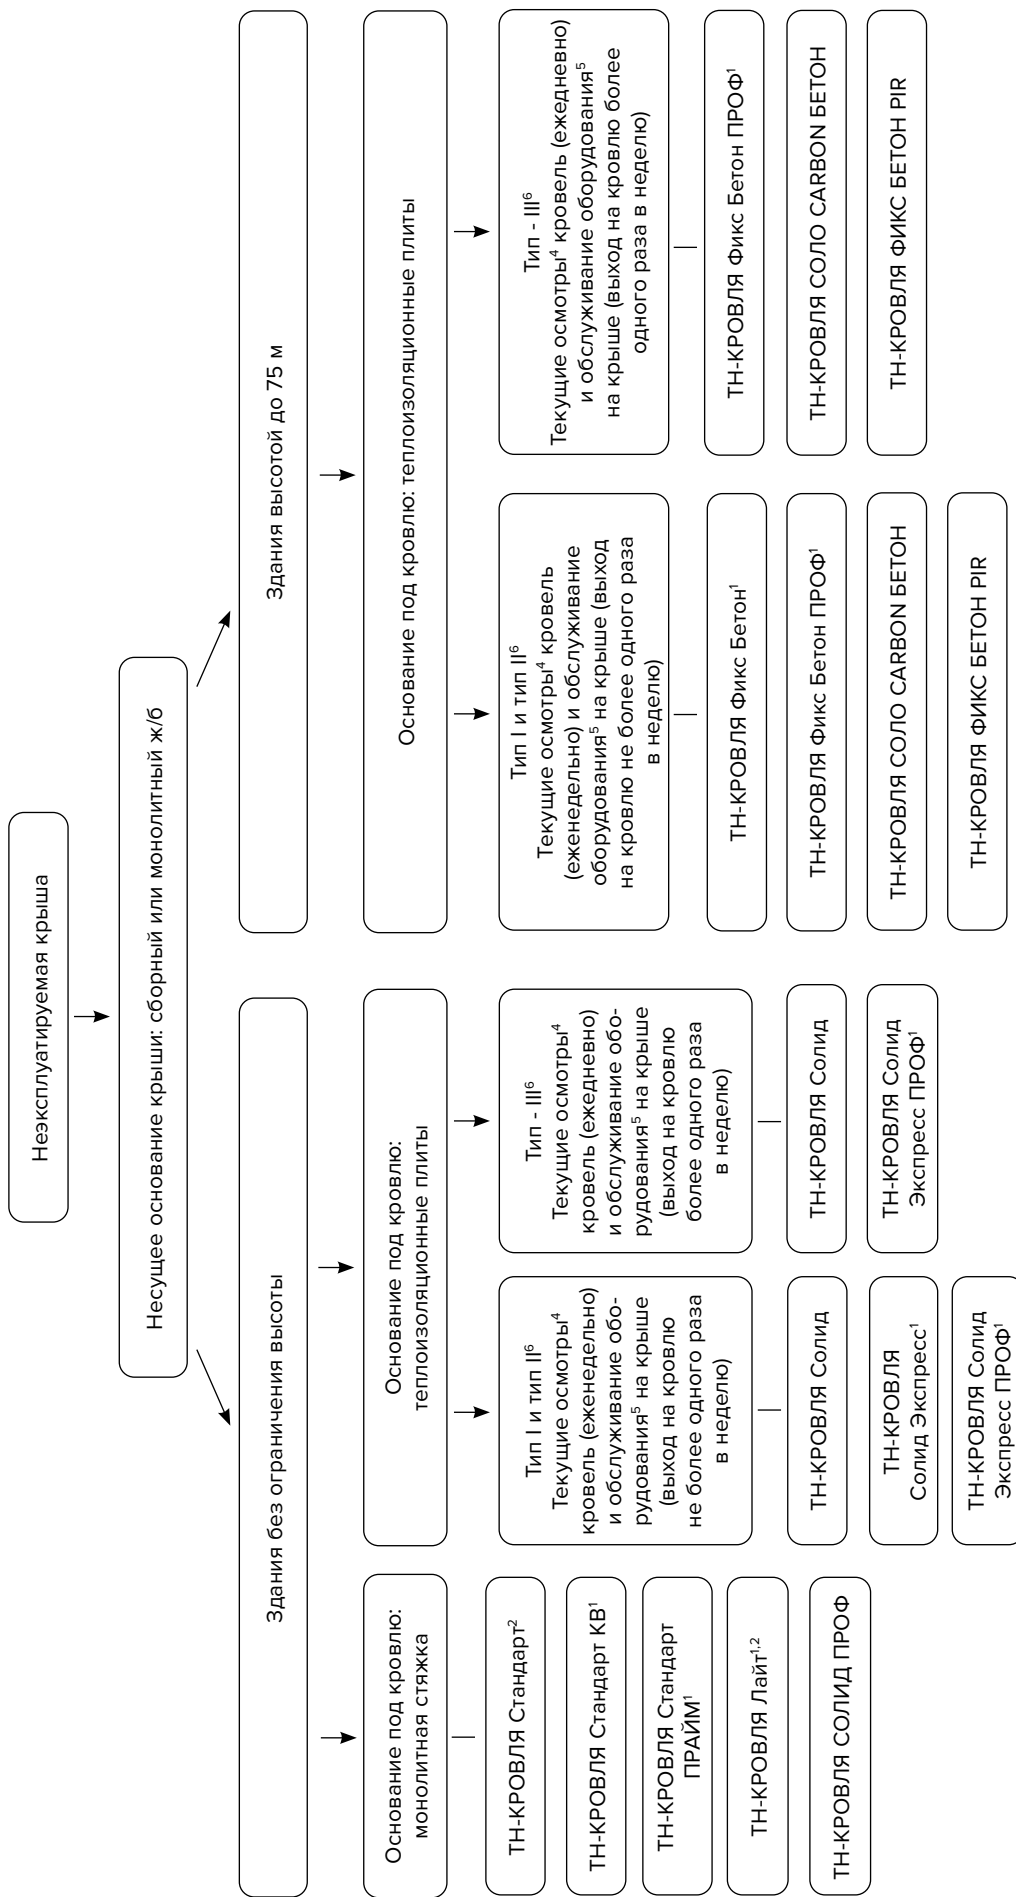 Неэксплуатируемая крыша
Несущее основание крыши: сборный или монолитный ж/б
Здания без ограничения высоты
Здания высотой до 75 м
Основание под кровлю:
монолитная стяжка
Основание под кровлю:
теплоизоляционные плиты
Основание под кровлю: теплоизоляционные плиты
ТН-КРОВЛЯ Стандарт²
ТН-КРОВЛЯ Стандарт КВ¹
ТН-КРОВЛЯ Стандарт
ПРАЙМ¹
ТН-КРОВЛЯ Лайт¹,²
ТН-КРОВЛЯ СОЛИД ПРОФ
Тип I и тип II⁶
Текущие осмотры⁴
кровель (еженедельно)
и обслуживание обо-
рудования⁵ на крыше
(выход на кровлю
не более одного раза
в неделю)
ТН-КРОВЛЯ Солид
ТН-КРОВЛЯ
Солид Экспресс¹
ТН-КРОВЛЯ Солид
Экспресс ПРОФ¹
Тип - III⁶
Текущие осмотры⁴
кровель (ежедневно)
и обслуживание обо-
рудования⁵ на крыше
(выход на кровлю
более одного раза
в неделю)
ТН-КРОВЛЯ Солид
ТН-КРОВЛЯ Солид
Экспресс ПРОФ¹
Тип I и тип II⁶
Текущие осмотры⁴ кровель
(еженедельно) и обслуживание
оборудования⁵ на крыше (выход
на кровлю не более одного раза
в неделю)
ТН-КРОВЛЯ Фикс Бетон¹
ТН-КРОВЛЯ Фикс Бетон ПРОФ¹
ТН-КРОВЛЯ СОЛО CARBON БЕТОН
ТН-КРОВЛЯ ФИКС БЕТОН PIR
Тип - III⁶
Текущие осмотры⁴ кровель (ежедневно)
и обслуживание оборудования⁵
на крыше (выход на кровлю более
одного раза в неделю)
ТН-КРОВЛЯ Фикс Бетон ПРОФ¹
ТН-КРОВЛЯ СОЛО CARBON БЕТОН
ТН-КРОВЛЯ ФИКС БЕТОН PIR